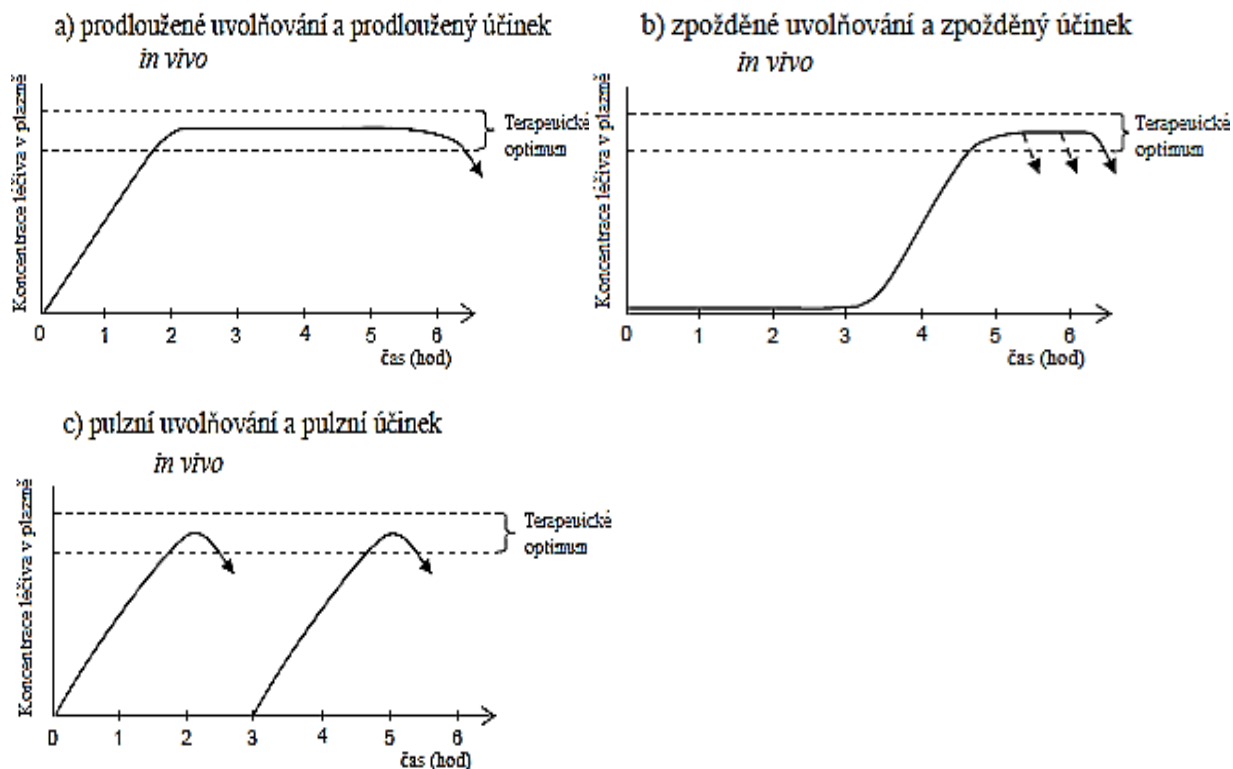 a) prodloužené uvolňování a prodloužený účinek
in vivo
Koncentrace léčiva v plazmě
Terapeuické
optimum
0 1 2 3 4 5 6
čas (hod)
b) zpožděné uvolňování a zpožděný účinek
in vivo
Koncentrace léčiva v plazmě
Terapeuické
optimum
0 1 2 3 4 5 6
čas (hod)
c) pulzní uvolňování a pulzní účinek
in vivo
Koncentrace léčiva v plazmě
Terapeuické
optimum
0 1 2 3 4 5 6
čas (hod)